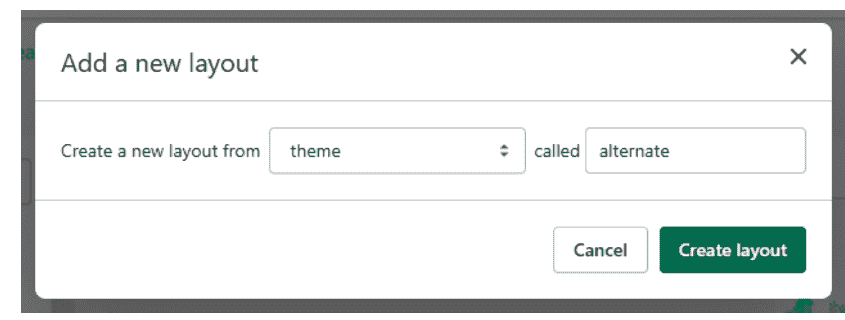 Add a new layout
Create a new layout from theme called alternate
Cancel Create layout